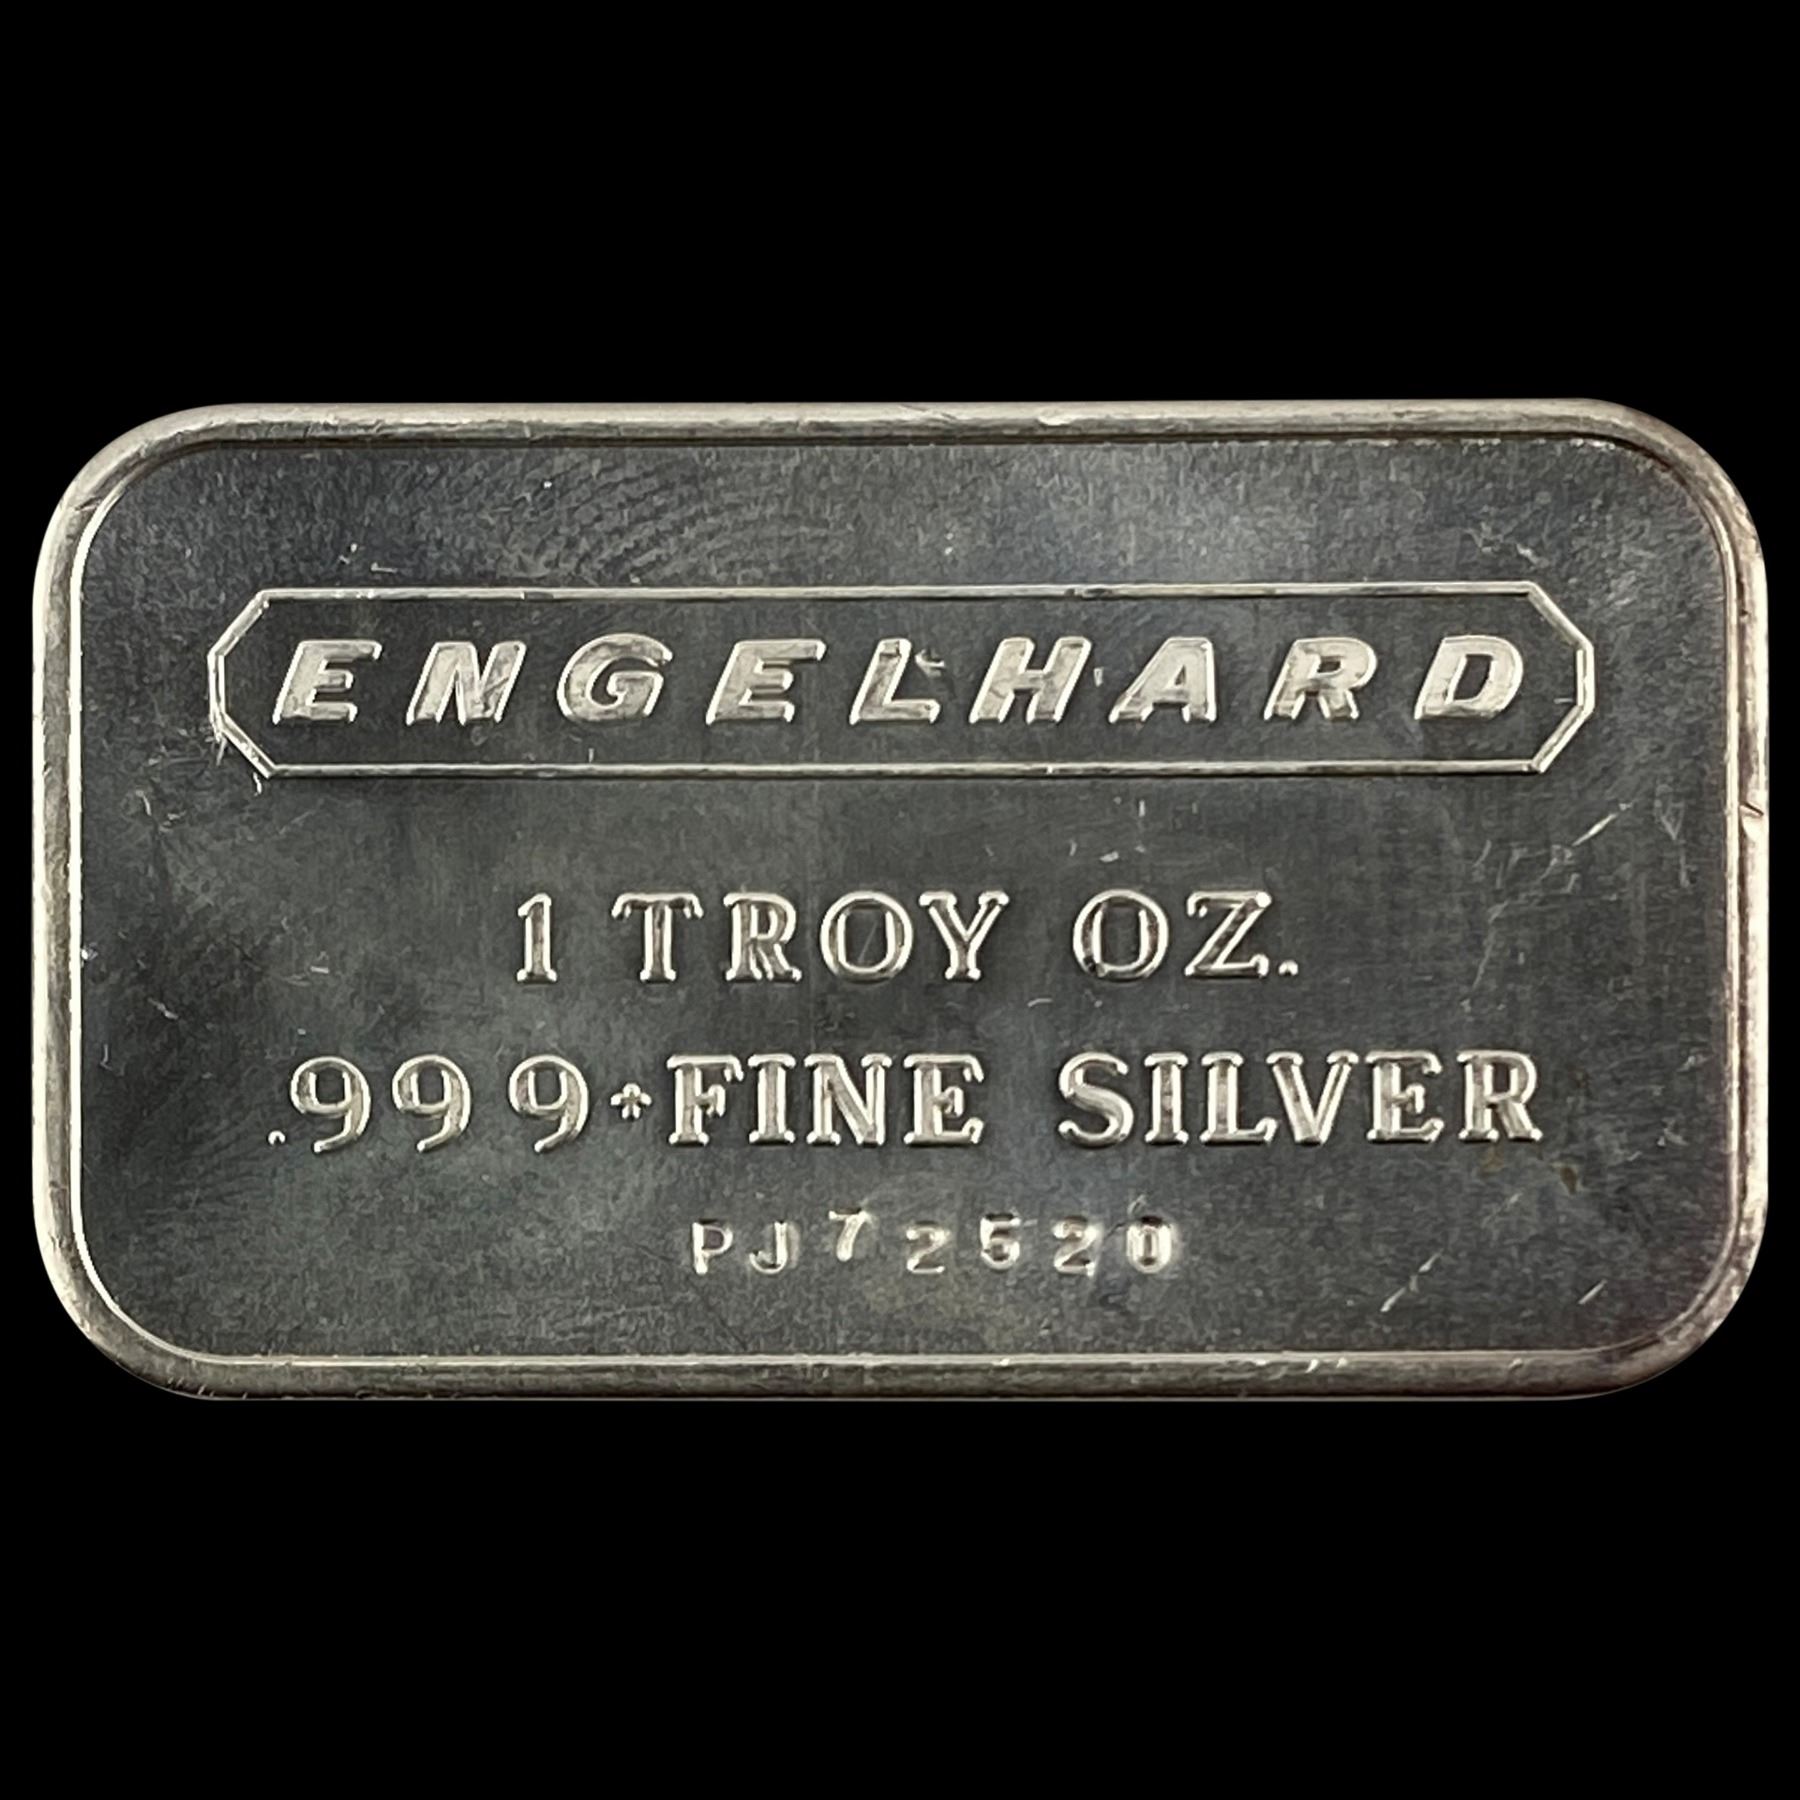 ENGELHARD
1 TROY OZ.
.999+FINE SILVER
PJ72520